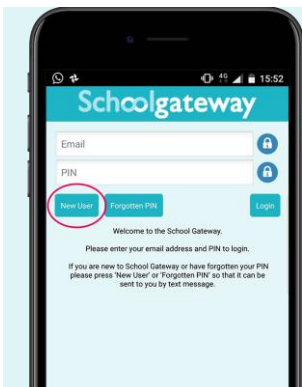 4G 15:52
Schoolgateway
Email
PIN
New User Forgotten PIN Login
Welcome to the School Gateway.
Please enter your email address and PIN to login.
If you are new to School Gateway or have forgotten your PIN
please press 'New User' or 'Forgotten PIN' so that it can be
sent to you by text message.